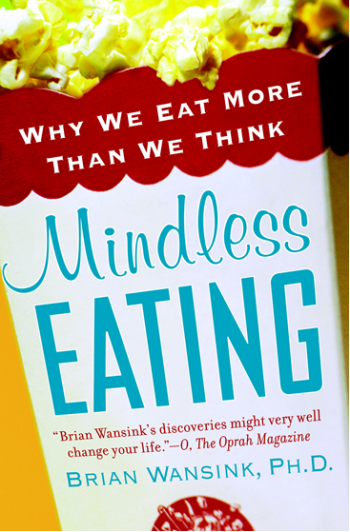 WHY WE EAT MORE
THAN WE THINK
Mindless
EATING
"Brian Wansink's discoveries might very well
change your life."—O, The Oprah Magazine
BRIAN WANSINK, PH.D.